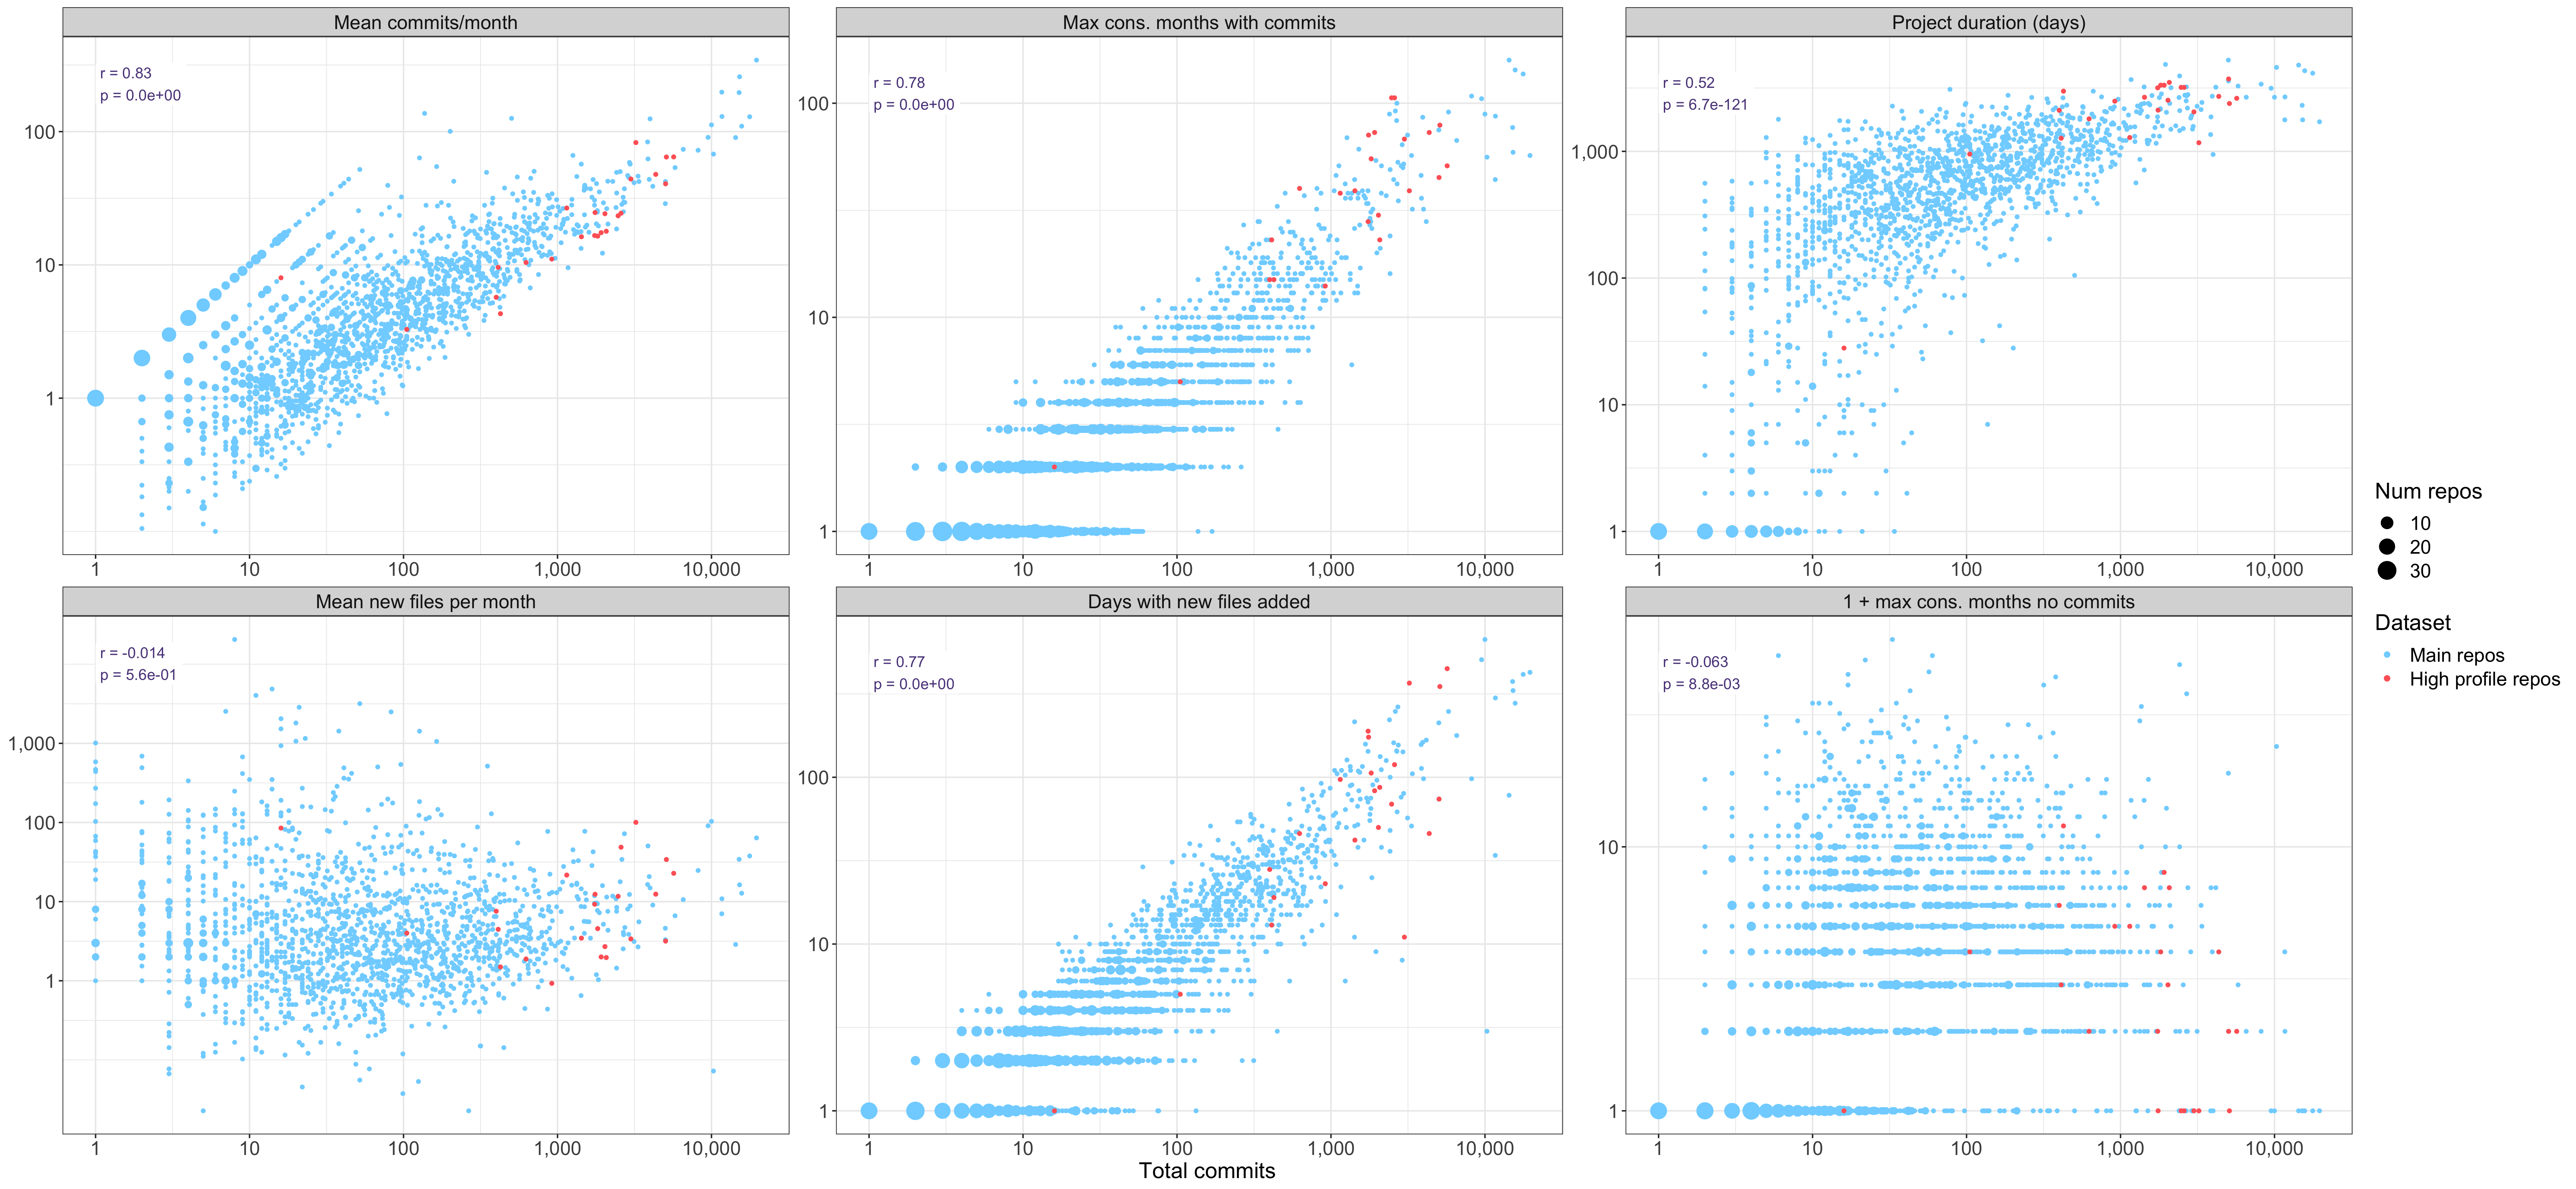 Mean commits/month
Max cons. months with commits
Project duration (days)
r = 0.83
p = 0.0e+00
100
10
1
1
10
100
1,000
10,000
r = 0.78
p = 0.0e+00
100
10
1
1
10
100
1,000
10,000
r = 0.52
p = 6.7e-121
1,000
100
10
1
1
10
100
1,000
10,000
Mean new files per month
Days with new files added
1 + max cons. months no commits
r = -0.014
p = 5.6e-01
1,000
100
10
1
1
10
100
1,000
10,000
r = 0.77
p = 0.0e+00
100
10
1
1
10
100
1,000
10,000
r = -0.063
p = 8.8e-03
10
1
1
10
100
1,000
10,000
Total commits
Num repos
10
20
30
Dataset
Main repos
High profile repos